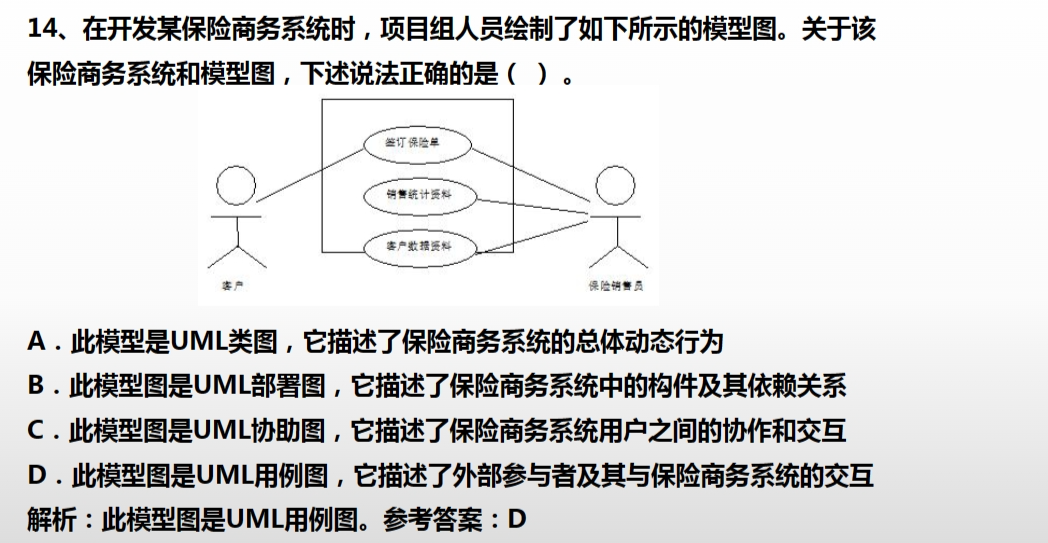 14、在开发某保险商务系统时，项目组人员绘制了如下所示的模型图。关于该
保险商务系统和模型图，下述说法正确的是（ ）。
签订保险单
销售统计资料
客户数据资料
客户
保险销售员
A．此模型是UML类图，它描述了保险商务系统的总体动态行为
B．此模型图是UML部署图，它描述了保险商务系统中的构件及其依赖关系
C．此模型图是UML协助图，它描述了保险商务系统用户之间的协作和交互
D．此模型图是UML用例图，它描述了外部参与者及其与保险商务系统的交互
解析：此模型图是UML用例图。参考答案：D